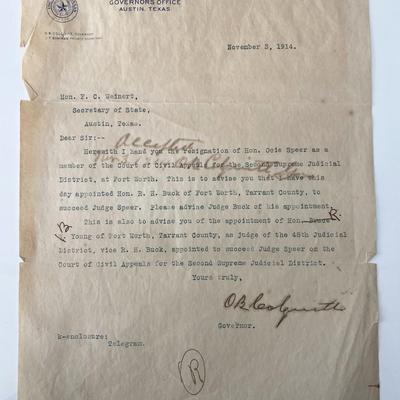 GOVERNOR'S OFFICE
AUSTIN, TEXAS
O. B. COLQUITT, GOVERNOR
November 3, 1914.
Hon. F. C. Weinert,
Secretary of State,
Austin, Texas.
Dear Sir:--
Accepted
Herewith I hand you the resignation of Hon. Ocie Speer as a
member of the Court of Civil Appeals for the Second Supreme Judicial
District, at Fort Worth. This is to advise you that I have this
day appointed Hon. R. H. Buck of Fort Worth, Tarrant County, to
succeed Judge Speer. Please advise Judge Buck of his appointment.
This is also to advise you of the appointment of Hon. R.
B. Young of Fort Worth, Tarrant County, as Judge of the 48th Judicial
District, vice R. H. Buck, appointed to succeed Judge Speer on the
Court of Civil Appeals for the Second Supreme Judicial District.
Yours truly,
O B Colquitt
Governor.
k-enclosure:
Telegram.
R